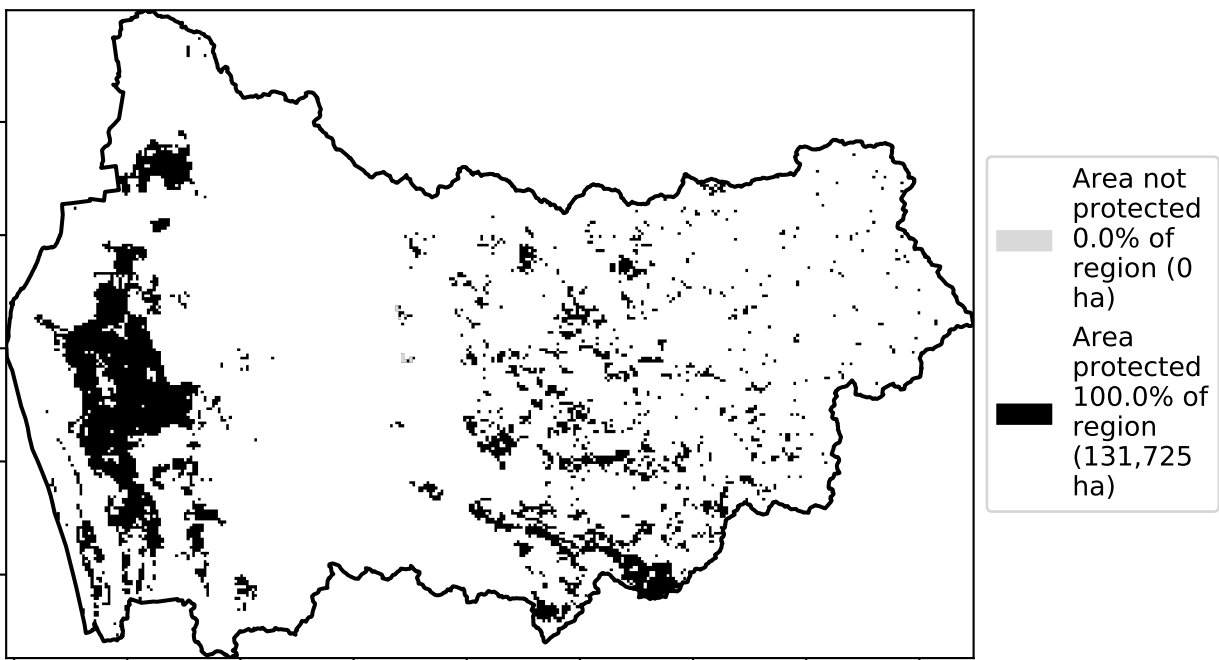 Area not
protected
0.0% of
region (0
ha)
Area
protected
100.0% of
region
(131,725
ha)